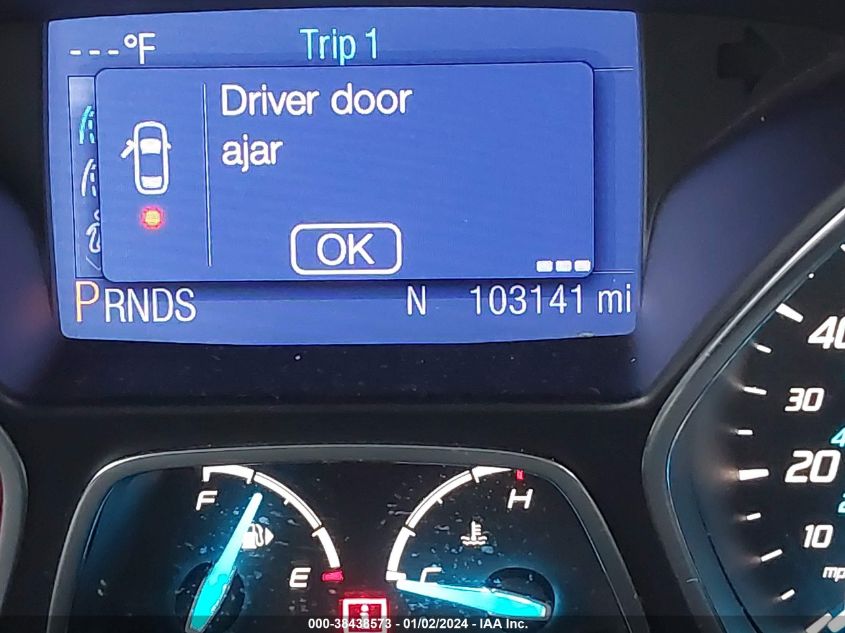 ---°F Trip 1
Driver door
ajar
OK
PRNDS N 103141 mi
40
30
20
10
F H
E C
000-38438573 - 01/02/2024 - IAA Inc.